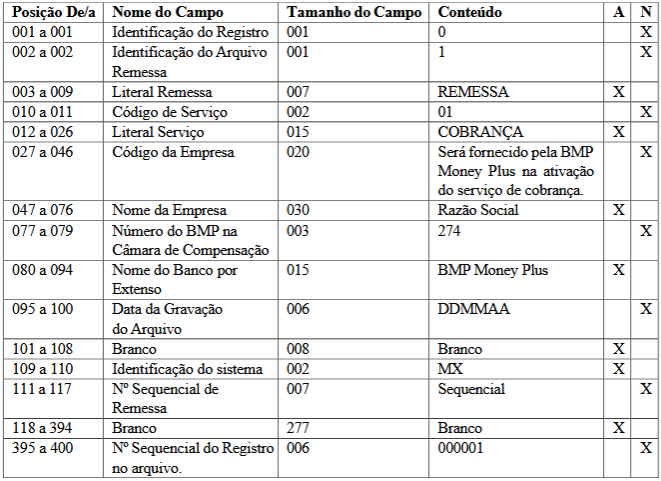 Posição De/a Nome do Campo Tamanho do Campo Conteúdo A N
001 a 001 Identificação do Registro 001 0 X
002 a 002 Identificação do Arquivo 001 1 X
Remessa
003 a 009 Literal Remessa 007 REMESSA X
010 a 011 Código de Serviço 002 01 X
012 a 026 Literal Serviço 015 COBRANÇA X
027 a 046 Código da Empresa 020 Será fornecido pela BMP X
Money Plus na ativação
do serviço de cobrança.
047 a 076 Nome da Empresa 030 Razão Social X
077 a 079 Número do BMP na 003 274 X
Câmara de Compensação
080 a 094 Nome do Banco por 015 BMP Money Plus X
Extenso
095 a 100 Data da Gravação 006 DDMMAA X
do Arquivo
101 a 108 Branco 008 Branco X
109 a 110 Identificação do sistema 002 MX X
111 a 117 Nº Sequencial de 007 Sequencial X
Remessa
118 a 394 Branco 277 Branco X
395 a 400 Nº Sequencial do Registro 006 000001 X
no arquivo.